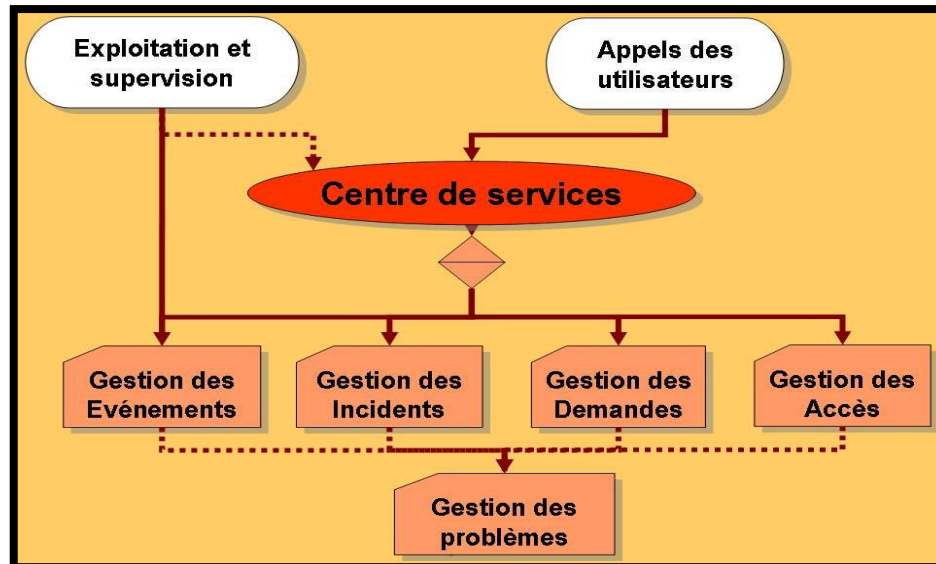 Exploitation et
supervision
Appels des
utilisateurs
Centre de services
Gestion des
Evénements
Gestion des
Incidents
Gestion des
Demandes
Gestion des
Accès
Gestion des
problèmes